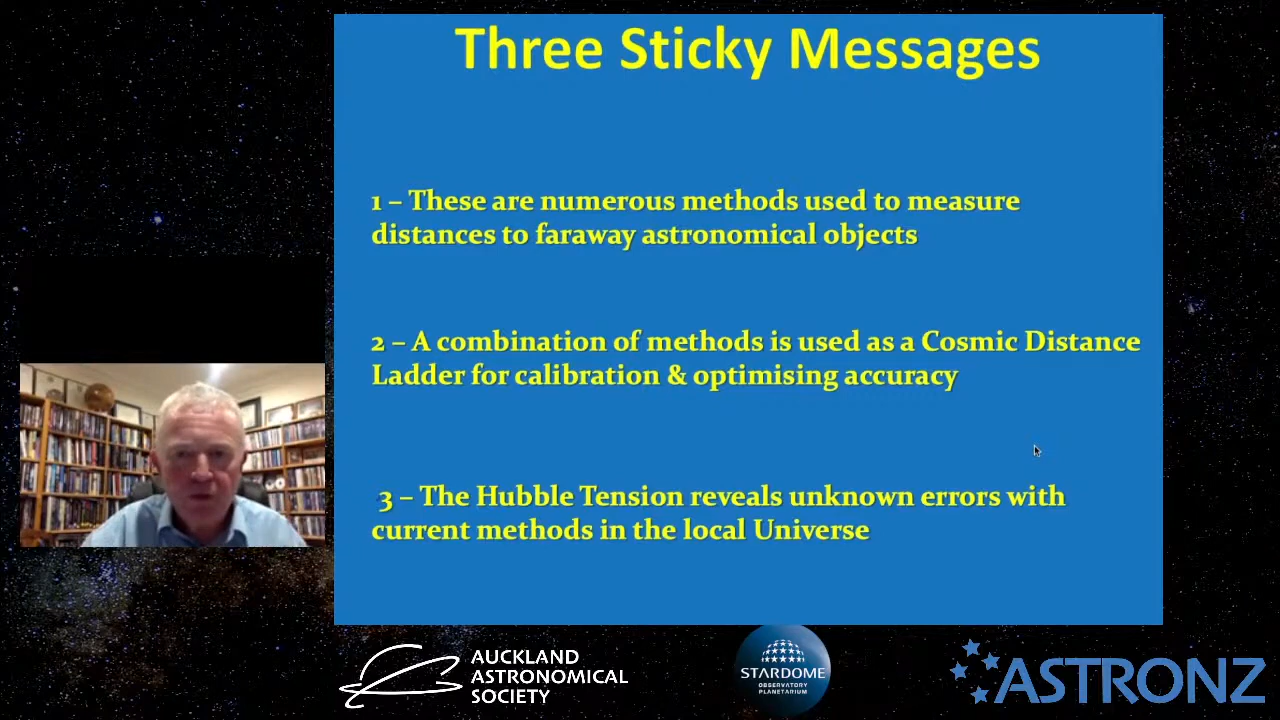 Three Sticky Messages
1 – These are numerous methods used to measure
distances to faraway astronomical objects
2 – A combination of methods is used as a Cosmic Distance
Ladder for calibration & optimising accuracy
3 – The Hubble Tension reveals unknown errors with
current methods in the local Universe
AUCKLAND
ASTRONOMICAL
SOCIETY
STARDOME
OBSERVATORY
PLANETARIUM
ASTRONZ